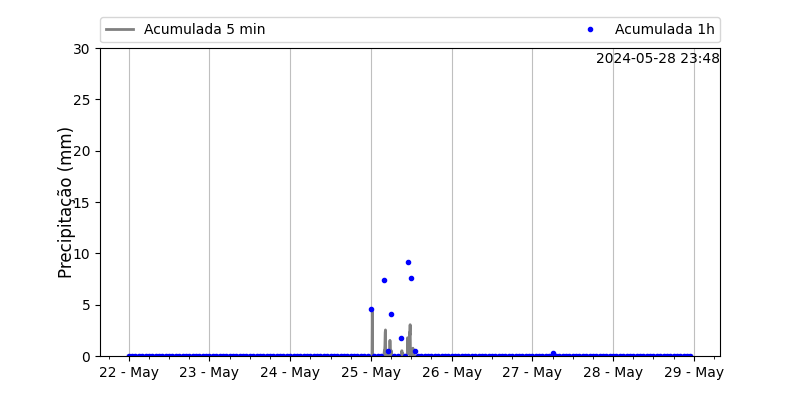 Acumulada 5 min
Acumulada 1h
2024-05-28 23:48
Precipitação (mm)
30
25
20
15
10
5
0
22 - May
23 - May
24 - May
25 - May
26 - May
27 - May
28 - May
29 - May